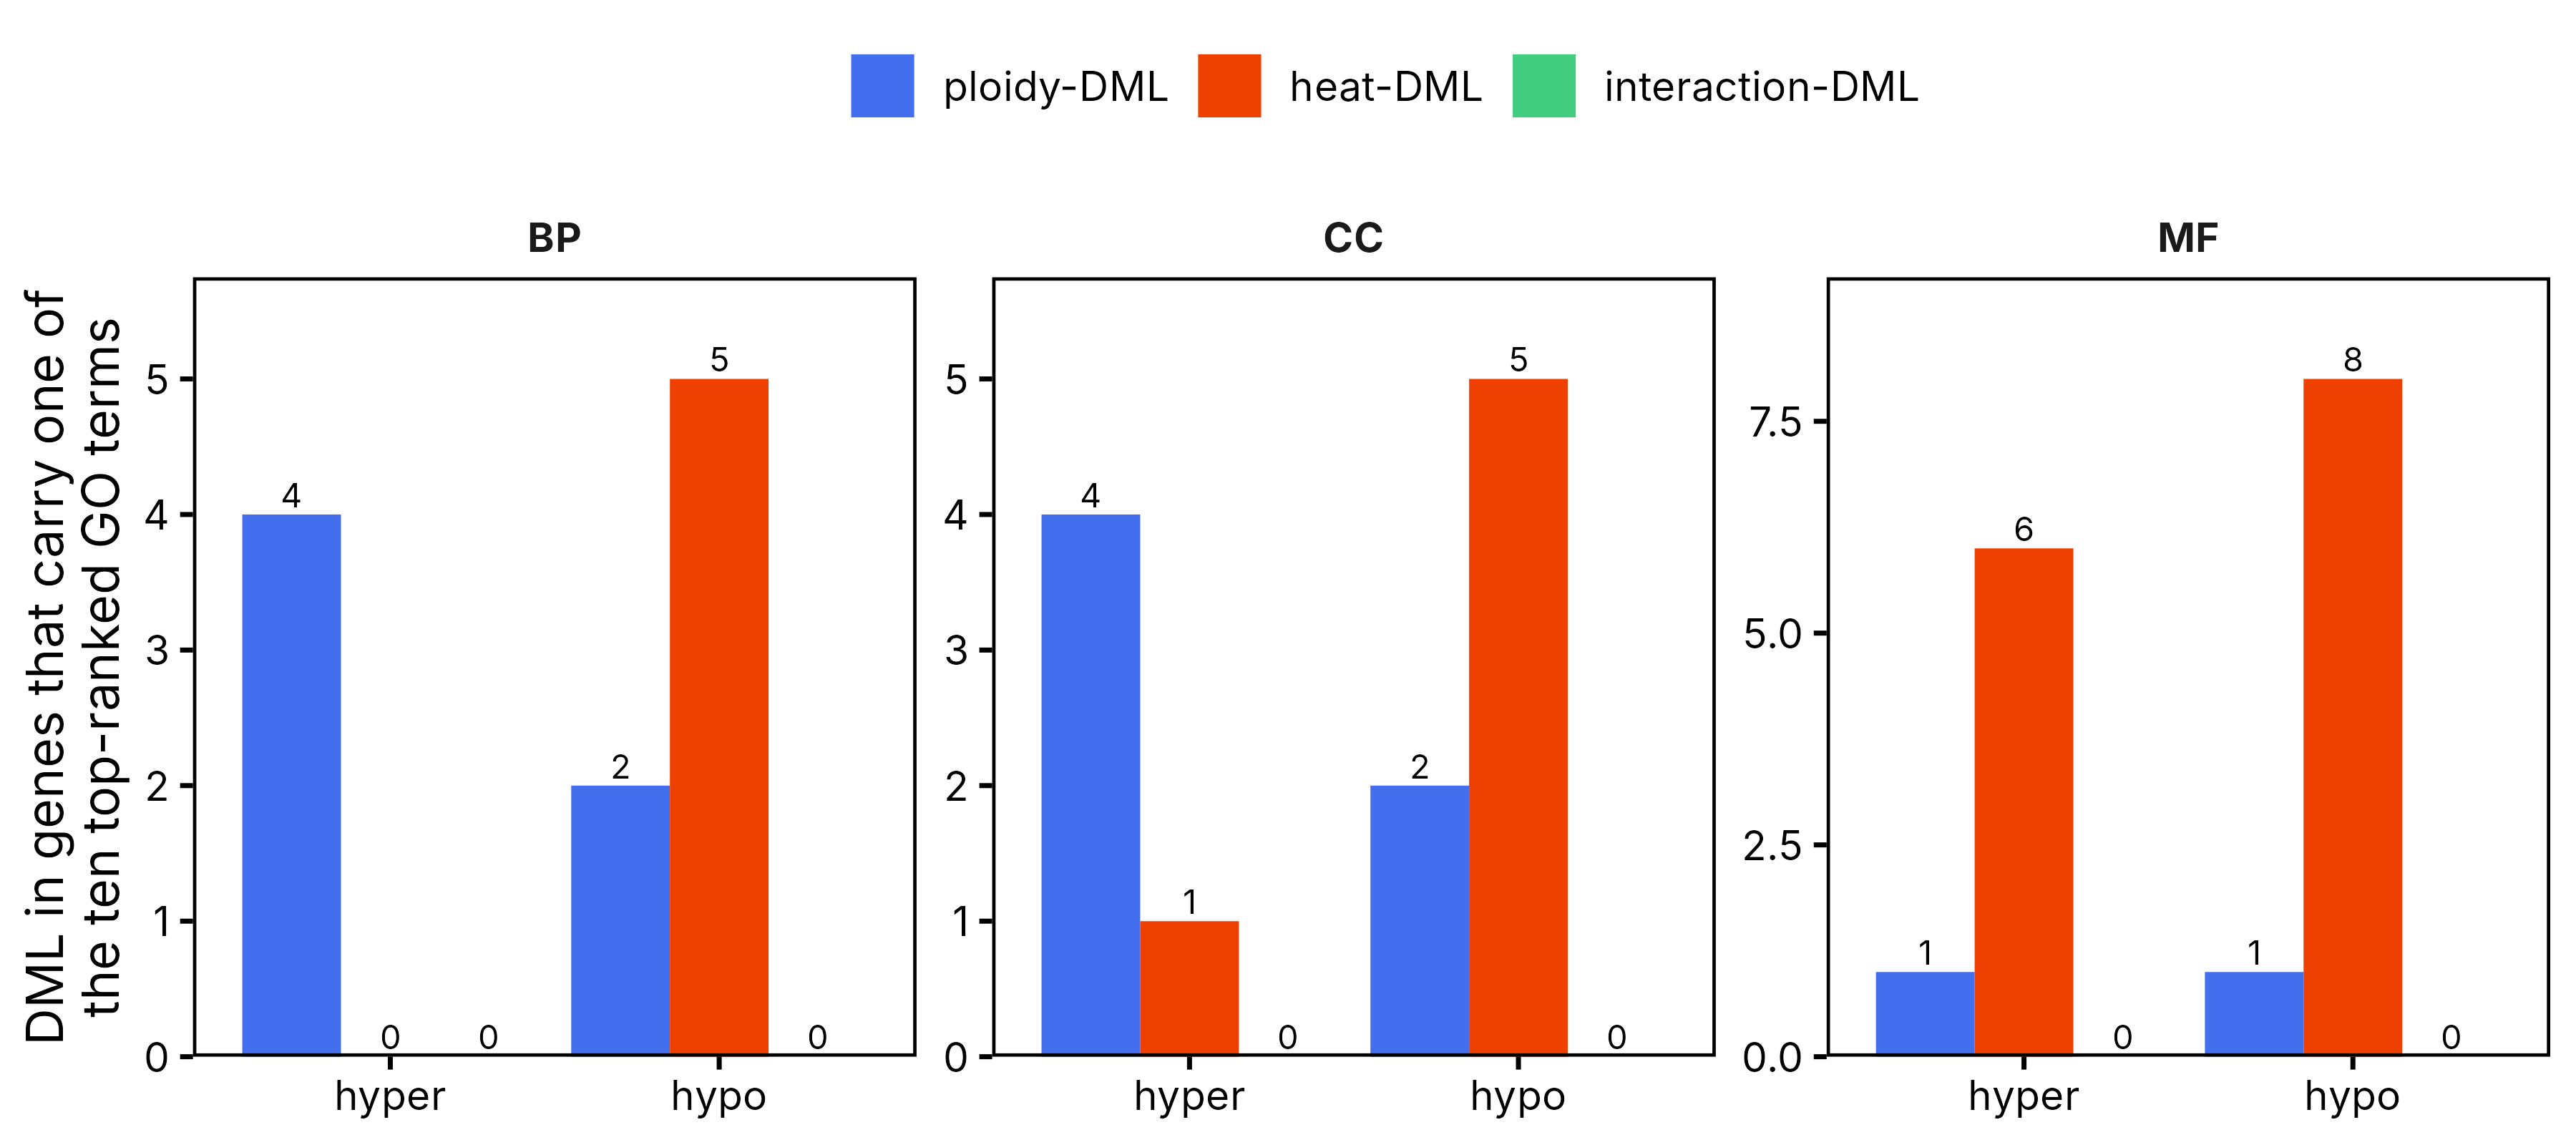 ploidy-DML heat-DML interaction-DML
BP CC MF
DML in genes that carry one of
the ten top-ranked GO terms
5 5 8
5 5 7.5
4 4 6
4 4 5.0
3 3
2 2 2.5
2 2
1 1 1
1 1
0 0 0 0 0 0 0
0 0 0.0
hyper hypo hyper hypo hyper hypo